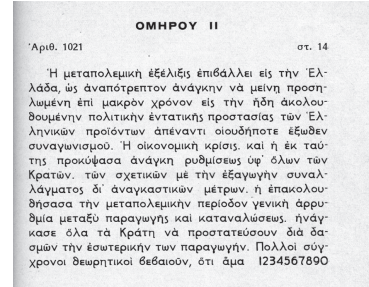 ΟΜΗΡΟΥ ΙΙ
Ἀριθ. 1021 στ. 14
Ἡ μεταπολεμικὴ ἐξέλιξις ἐπιβάλλει εἰς τὴν Ἑλ-
λάδα, ὡς ἀναπότρεπτον ἀνάγκην νὰ μείνῃ προση-
λωμένη ἐπὶ μακρὸν χρόνον εἰς τὴν ἤδη ἀκολου-
θουμένην πολιτικὴν ἐντατικῆς προστασίας τῶν Ἑλ-
ληνικῶν προϊόντων ἀπέναντι οἱουδήποτε ἔξωθεν
συναγωνισμοῦ. Ἡ οἰκονομικὴ κρίσις. καὶ ἡ ἐκ ταύ-
της προκύψασα ἀνάγκη ρυθμίσεως ὑφ' ὅλων τῶν
Κρατῶν. τῶν σχετικῶν μὲ τὴν ἐξαγωγὴν συναλ-
λάγματος δι' ἀναγκαστικῶν μέτρων. ἡ ἐπακολου-
θήσασα τὴν μεταπολεμικὴν περίοδον γενικὴ ἀρρυ-
θμία μεταξὺ παραγωγῆς καὶ καταναλώσεως. ἠνάγ-
κασε ὅλα τὰ Κράτη νὰ προστατεύσουν διὰ δα-
σμῶν τὴν ἐσωτερικήν των παραγωγήν. Πολλοὶ σύγ-
χρονοι θεωρητικοὶ βεβαιοῦν, ὅτι ἅμα 1234567890